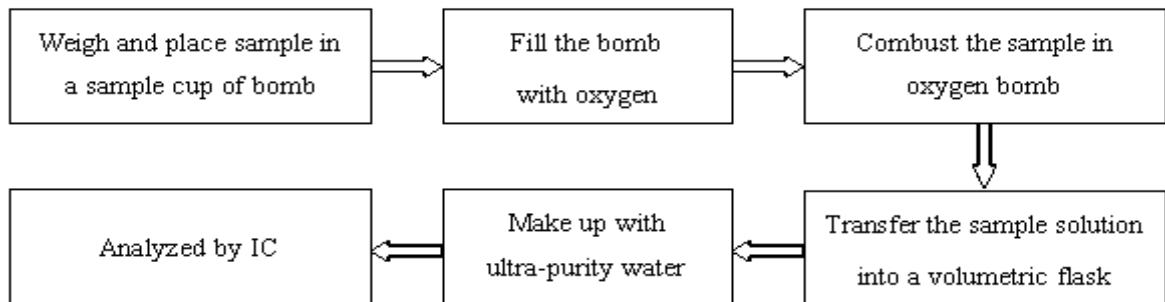 Weigh and place sample in
a sample cup of bomb
Fill the bomb
with oxygen
Combust the sample in
oxygen bomb
Transfer the sample solution
into a volumetric flask
Make up with
ultra-purity water
Analyzed by IC